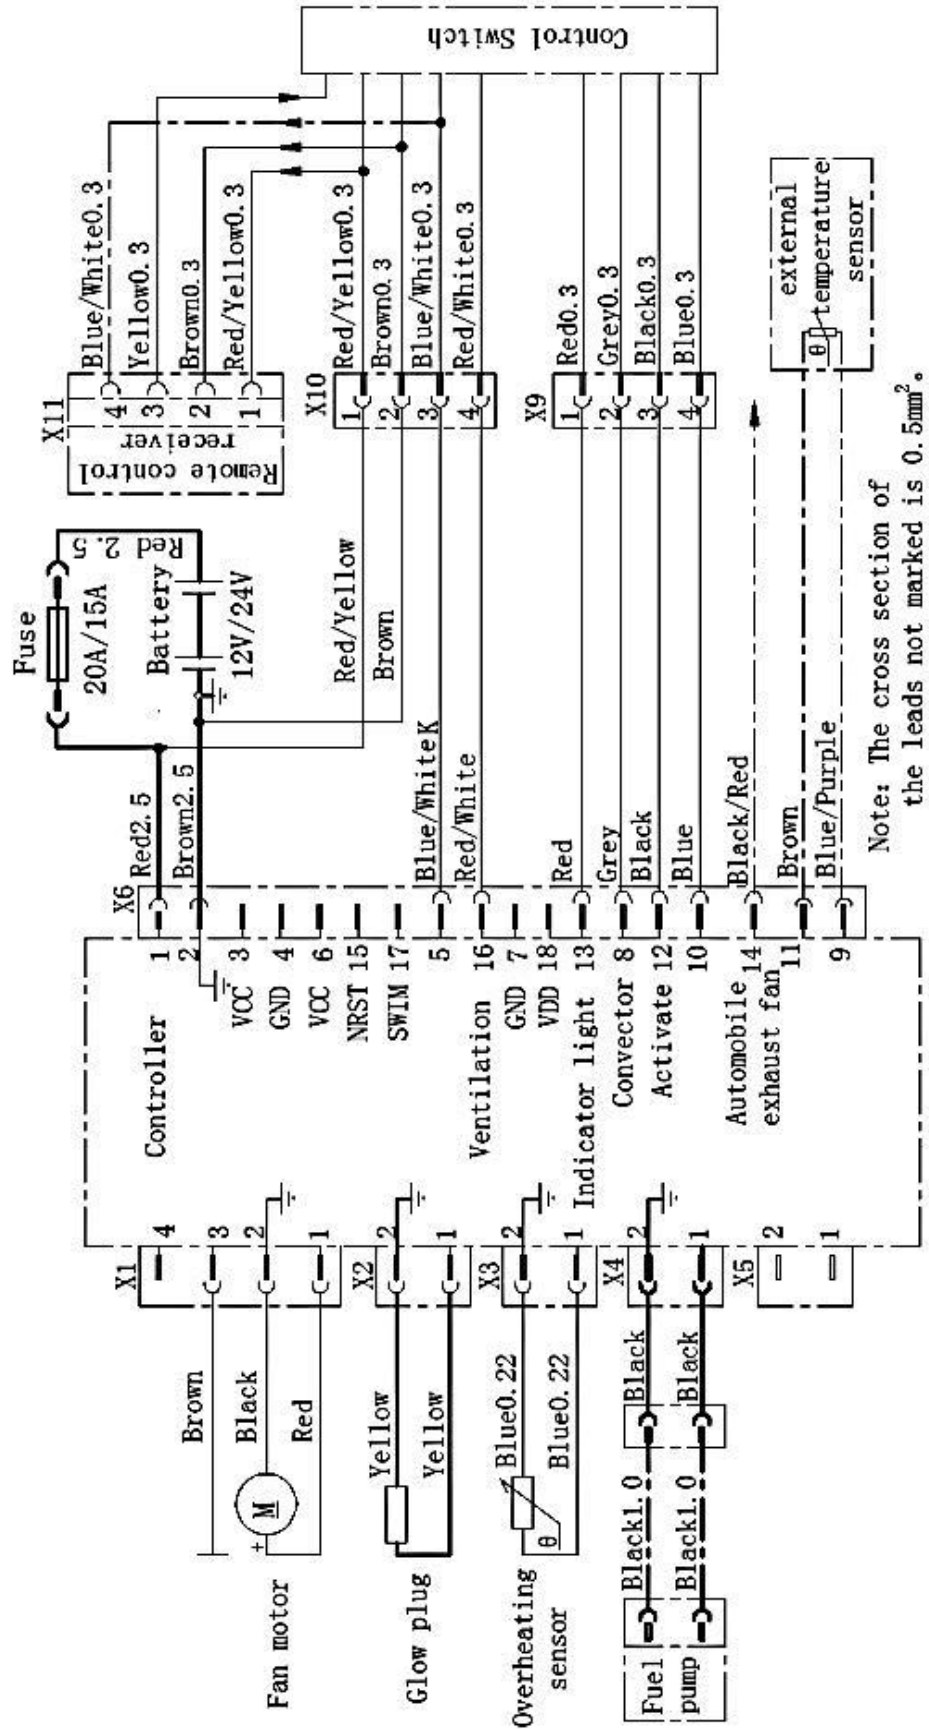 Control Switch
X11
4
3
2
1
Remote control
receiver
Blue/White0.3
Yellow0.3
Brown0.3
Red/Yellow0.3
X10
1
2
3
4
Red/Yellow0.3
Brown0.3
Blue/White0.3
Red/White0.3
X9
1
2
3
4
Red0.3
Grey0.3
Black0.3
Blue0.3
external
temperature
sensor
θ
Fuse
20A/15A
Red 2.5
Battery
12V/24V
Red/Yellow
Brown
X6
Red2.5
Brown2.5
Blue/WhiteK
Red/White
Red
Grey
Black
Blue
Black/Red
Brown
Blue/Purple
Controller
1
2
VCC 3
GND 4
VCC 6
NRST 15
SWIM 17
5
Ventilation 16
GND 7
VDD 18
Indicator light 13
Convector 8
Activate 12
10
Automobile 14
exhaust fan
11
9
X1
4
3
2
1
Brown
Black
Red
M
+
Fan motor
X2
2
1
Yellow
Yellow
Glow plug
X3
2
1
Blue0.22
Blue0.22
θ
Overheating
sensor
X4
2
1
Black
Black
Black1.0
Black1.0
Fuel
pump
X5
2
1
Note: The cross section of
the leads not marked is 0.5mm².